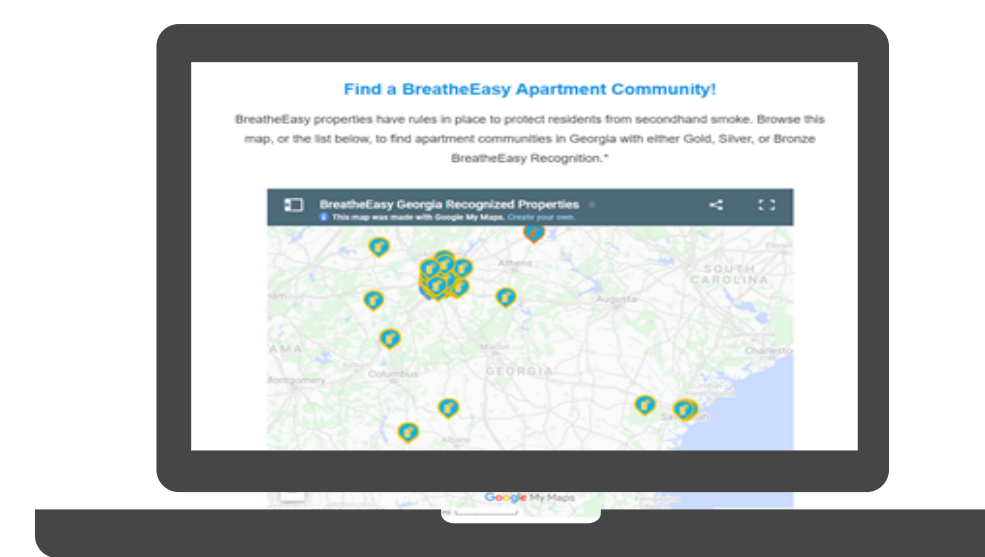 Find a BreatheEasy Apartment Community!
BreatheEasy properties have rules in place to protect residents from secondhand smoke. Browse this
map, or the list below, to find apartment communities in Georgia with either Gold, Silver, or Bronze
BreatheEasy Recognition.*
BreatheEasy Georgia Recognized Properties
This map was made with Google My Maps. Create your own.
Athens
SOUTH
CAROLINA
Augusta
AMA
Macon
Charlesto
Auburn
Columbus
GEORGIA
Montgomery
Albany
Google My Maps